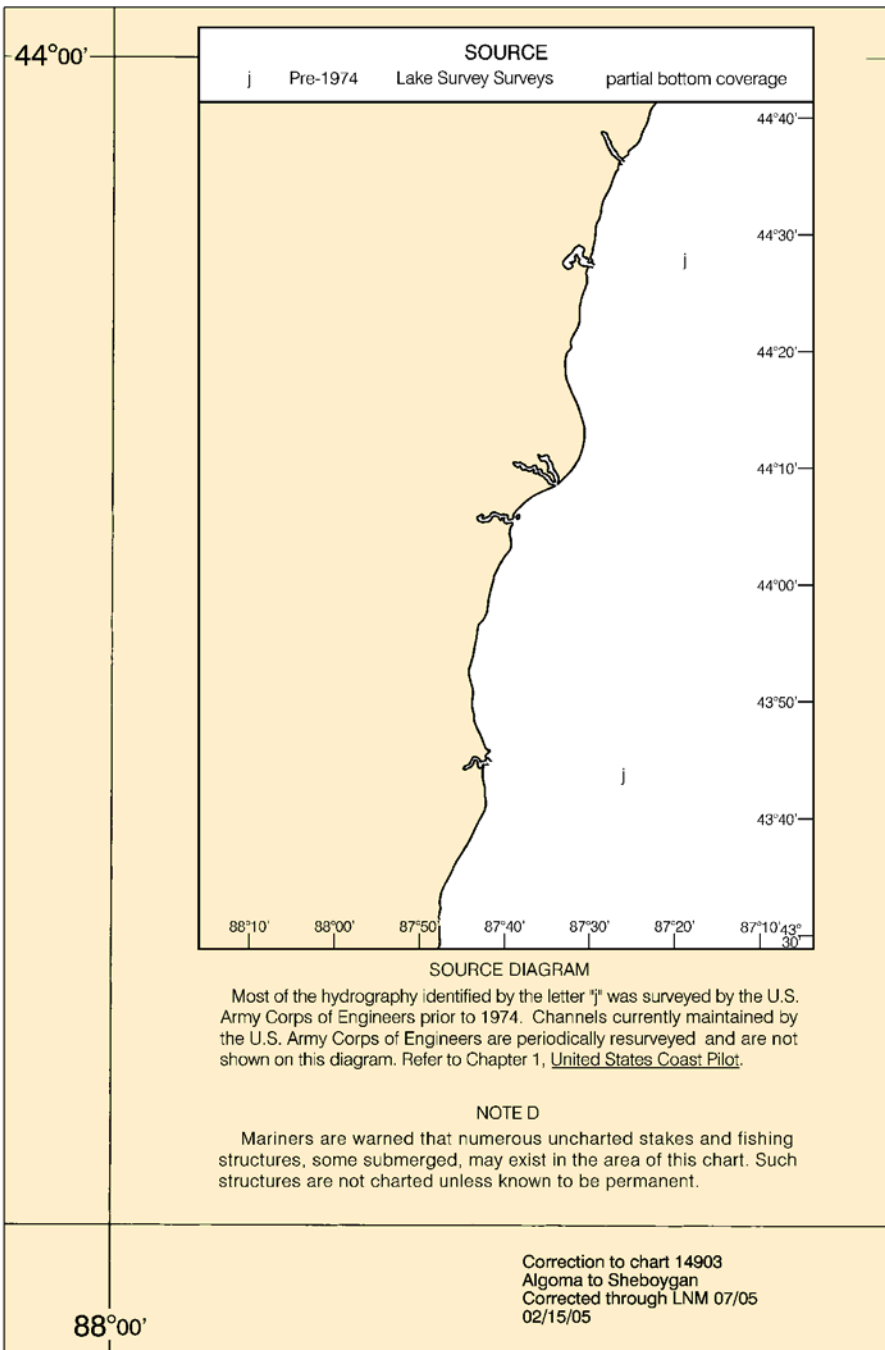 44°00'
SOURCE
j Pre-1974 Lake Survey Surveys partial bottom coverage
44°40'
44°30'
j
44°20'
44°10'
44°00'
43°50'
j
43°40'
88°10' 88°00' 87°50' 87°40' 87°30' 87°20' 87°10' 43°
30'
SOURCE DIAGRAM
Most of the hydrography identified by the letter "j" was surveyed by the U.S.
Army Corps of Engineers prior to 1974. Channels currently maintained by
the U.S. Army Corps of Engineers are periodically resurveyed and are not
shown on this diagram. Refer to Chapter 1, United States Coast Pilot.
NOTE D
Mariners are warned that numerous uncharted stakes and fishing
structures, some submerged, may exist in the area of this chart. Such
structures are not charted unless known to be permanent.
Correction to chart 14903
Algoma to Sheboygan
Corrected through LNM 07/05
02/15/05
88°00'